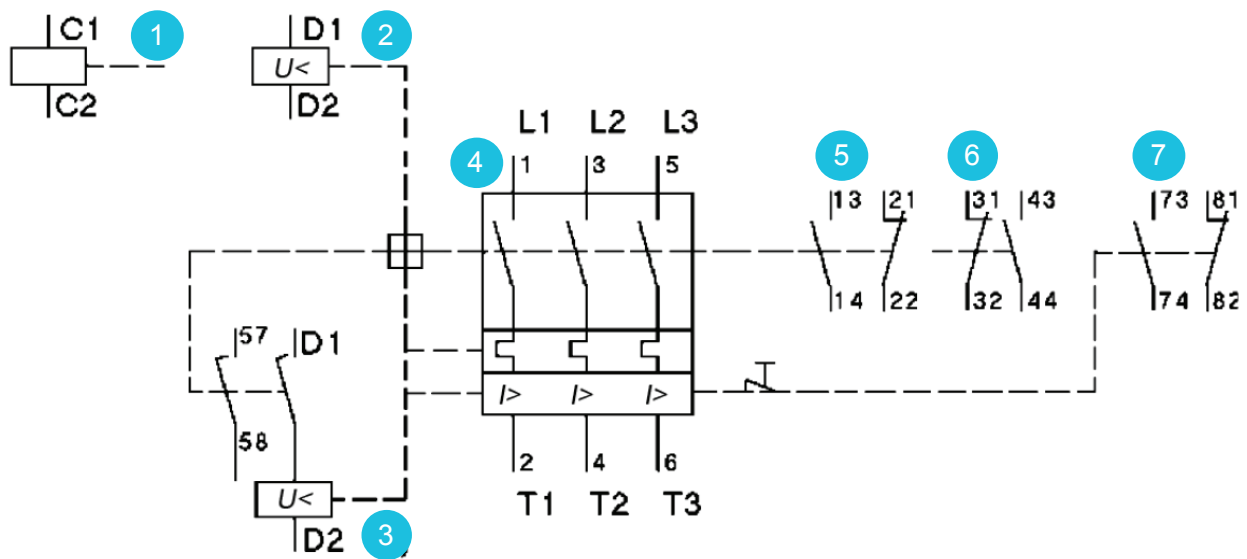 C1 1
C2
D1 2
U<
D2
L1 L2 L3
4 1 3 5
5 6 7
13 21 31 43 73 81
14 22 32 44 74 82
57 D1
58
I> I> I>
2 4 6
T1 T2 T3
U<
D2 3